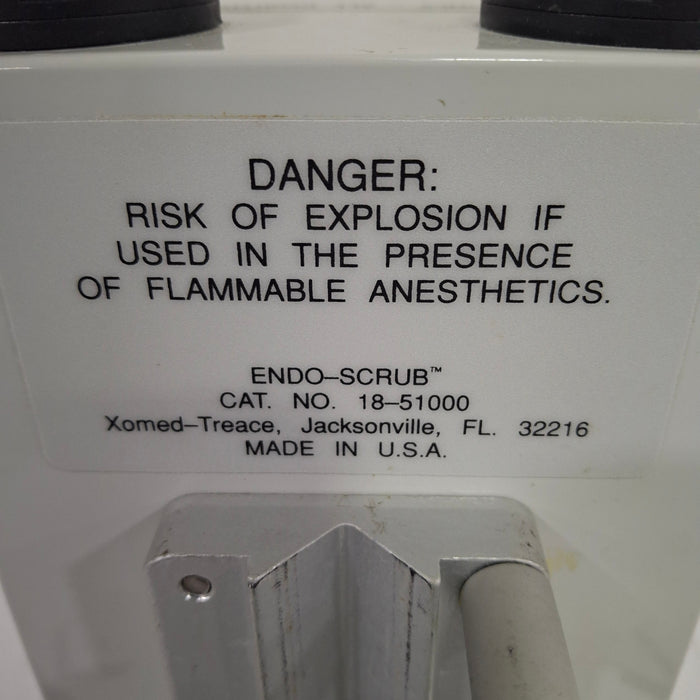 DANGER:
RISK OF EXPLOSION IF
USED IN THE PRESENCE
OF FLAMMABLE ANESTHETICS.
ENDO–SCRUB™
CAT. NO. 18–51000
Xomed–Treace, Jacksonville, FL. 32216
MADE IN U.S.A.